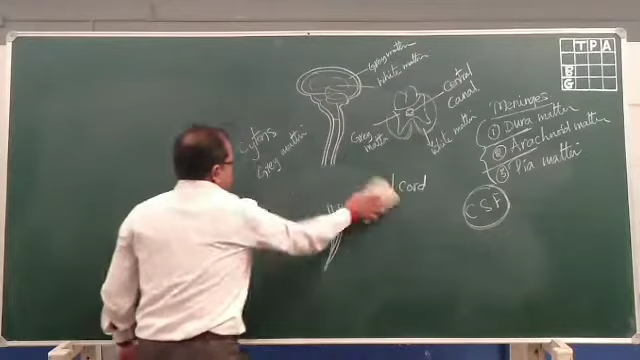 Grey matter
White matter
Central
Canal
Grey
matter
White matter
Cytons
Grey matter
cord
Meninges
① Dura matter
② Arachnoid matter
③ Pia matter
CSF
T P A
B
G